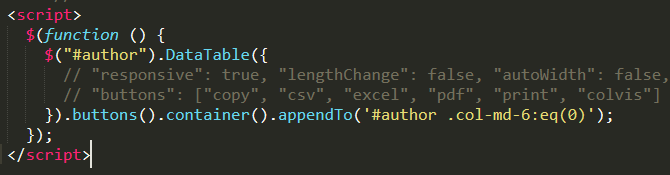 <script>
$(function () {
$("#author").DataTable({
// "responsive": true, "lengthChange": false, "autoWidth": false,
// "buttons": ["copy", "csv", "excel", "pdf", "print", "colvis"]
}).buttons().container().appendTo('#author .col-md-6:eq(0)');
});
</script>